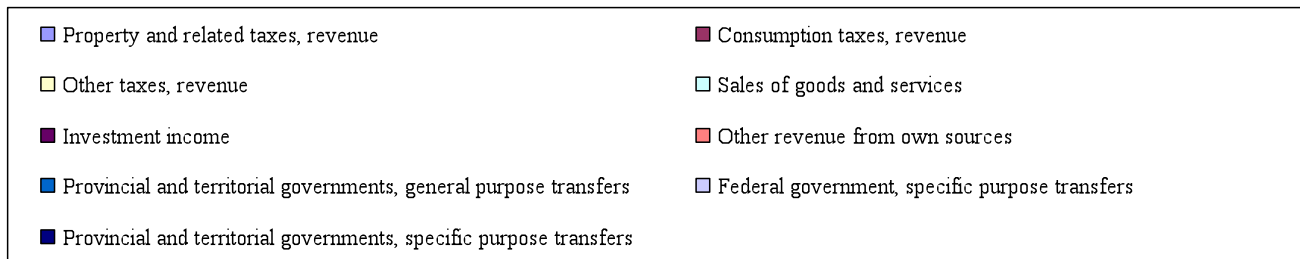 Property and related taxes, revenue
Consumption taxes, revenue
Other taxes, revenue
Sales of goods and services
Investment income
Other revenue from own sources
Provincial and territorial governments, general purpose transfers
Federal government, specific purpose transfers
Provincial and territorial governments, specific purpose transfers